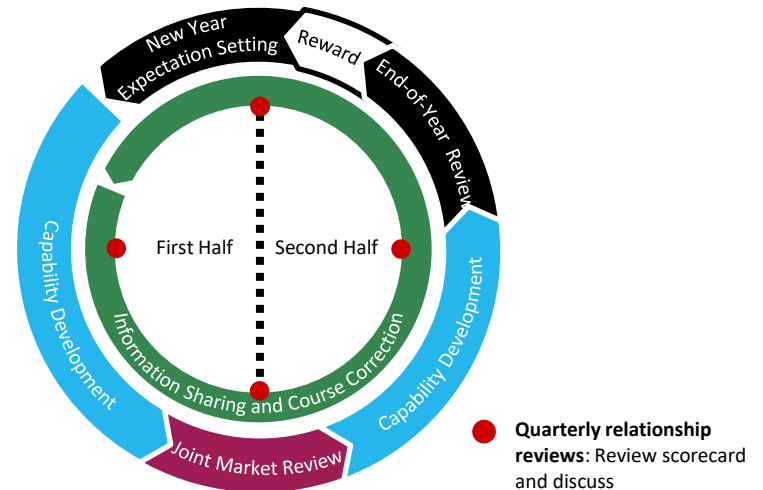 New Year
Expectation Setting
Reward
End-of-Year Review
Capability Development
First Half
Second Half
Information Sharing and Course Correction
Capability Development
Joint Market Review
Quarterly relationship
reviews: Review scorecard
and discuss